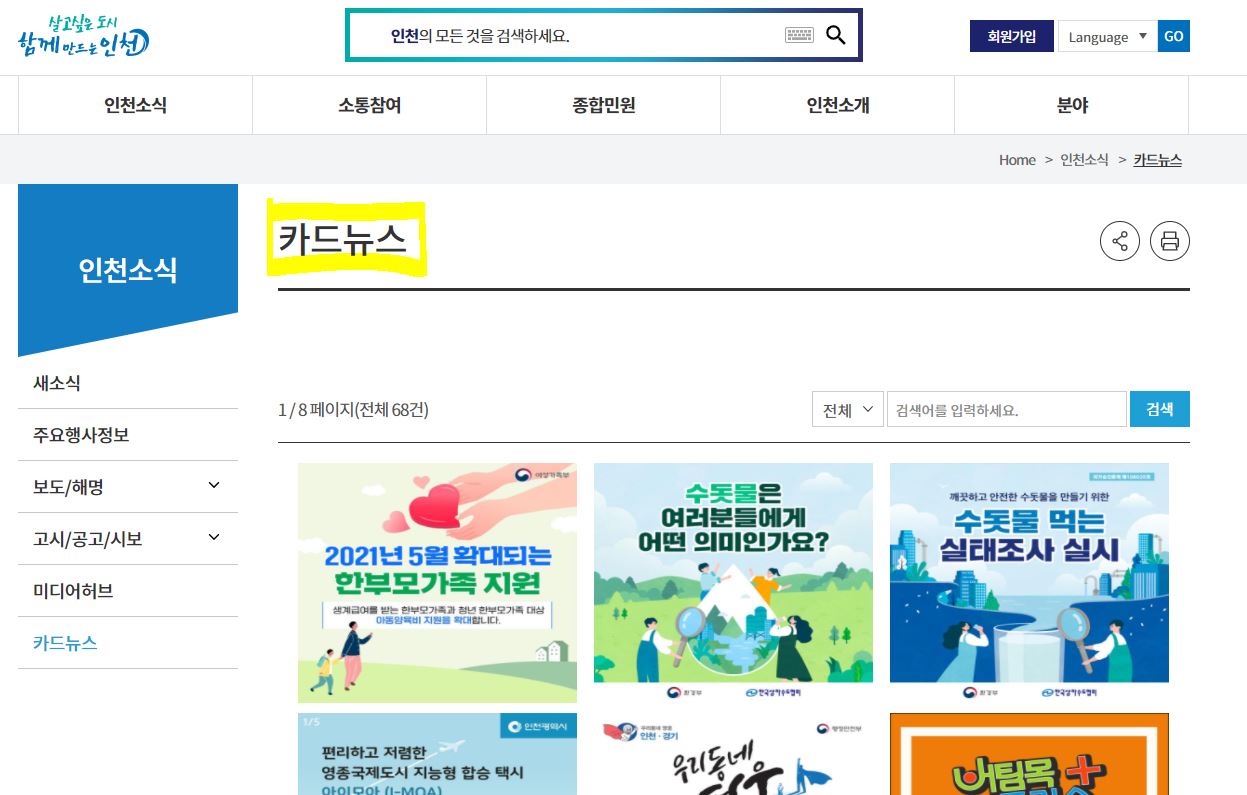 살고싶은 도시
함께 만드는 인천
인천의 모든 것을 검색하세요.
회원가입
Language
GO
인천소식
소통참여
종합민원
인천소개
분야
Home > 인천소식 > 카드뉴스
인천소식
새소식
주요행사정보
보도/해명
고시/공고/시보
미디어허브
카드뉴스
카드뉴스
1 / 8 페이지(전체 68건)
전체
검색어를 입력하세요.
검색
여성가족부
2021년 5월 확대되는
한부모가족 지원
생계급여를 받는 한부모가족과 청년 한부모가족 대상
아동양육비 지원을 확대합니다.
수돗물은
여러분들에게
어떤 의미인가요?
환경부
한국상하수도협회
깨끗하고 안전한 수돗물을 만들기 위한
수돗물 먹는
실태조사 실시
환경부
한국상하수도협회
1/5
인천광역시
편리하고 저렴한
영종국제도시 지능형 합승 택시
아이모아 (I-MOA)
우리동네 영웅
인천·경기
행정안전부
우리동네
버팀목